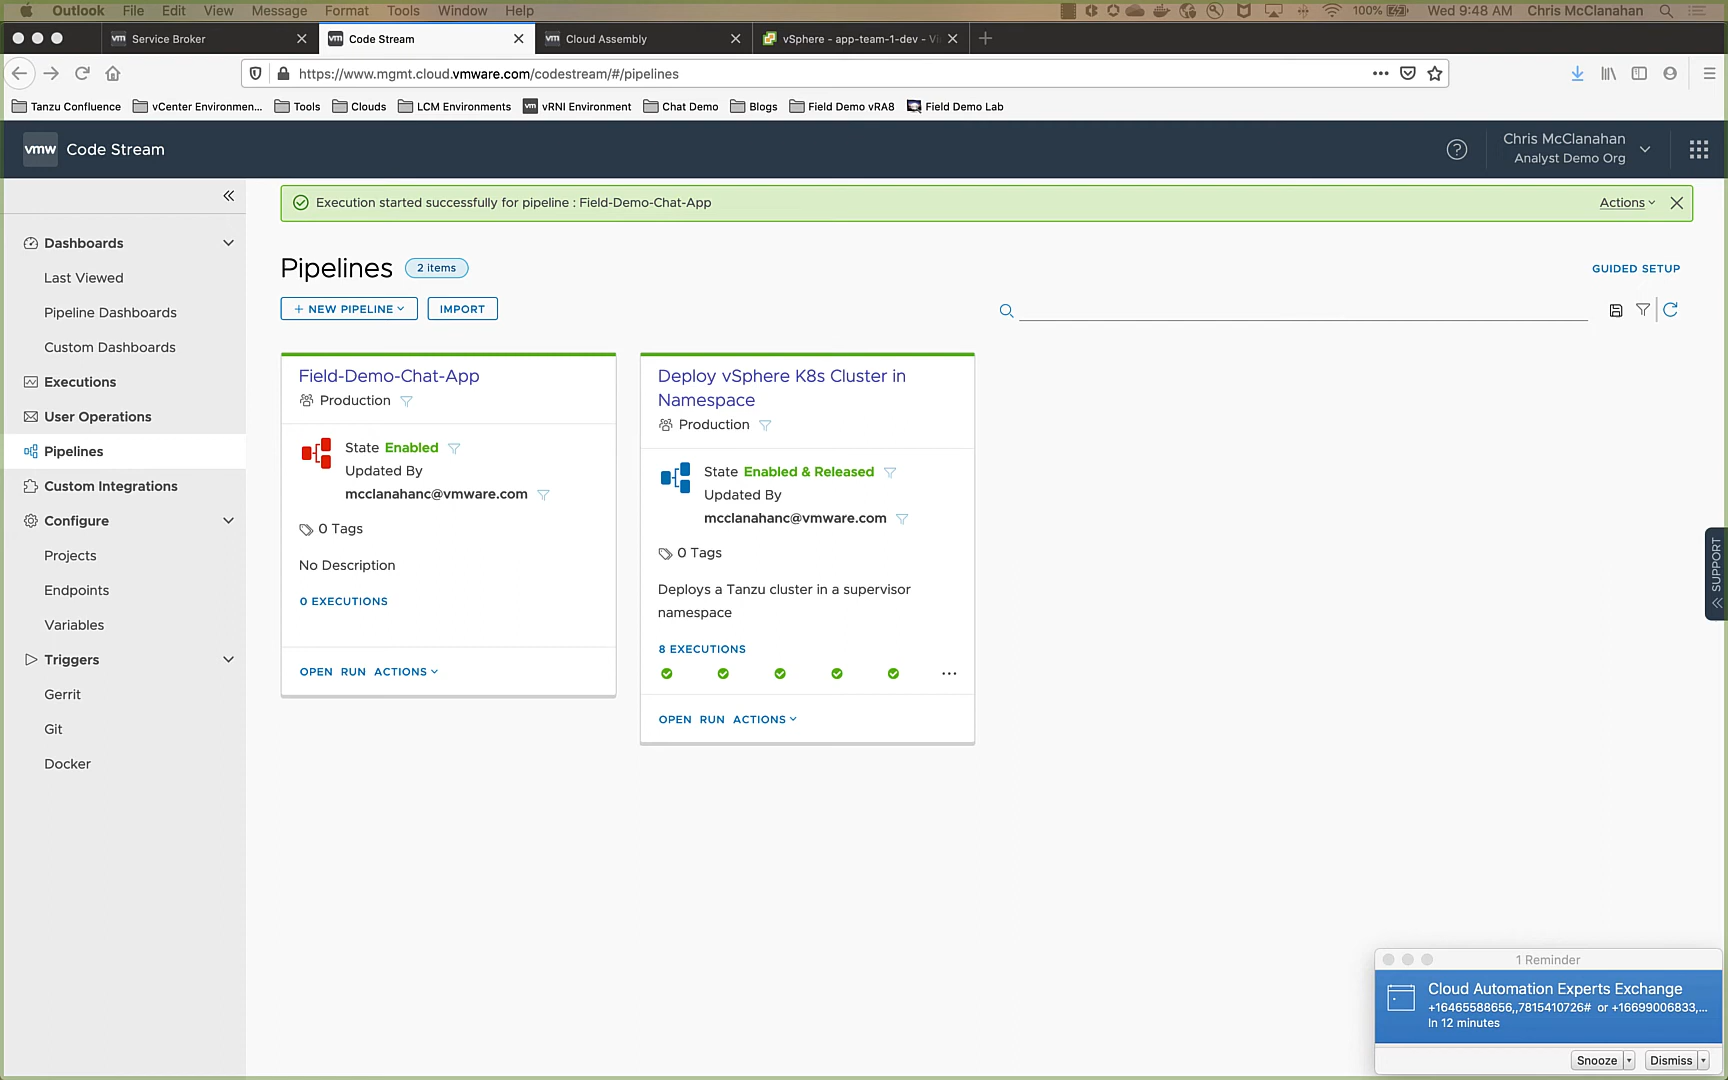 Outlook File Edit View Message Format Tools Window Help 100% Wed 9:48 AM Chris McClanahan
vm Service Broker
vm Code Stream
vm Cloud Assembly
vSphere - app-team-1-dev - V
https://www.mgmt.cloud.vmware.com/codestream/#/pipelines
Tanzu Confluence vCenter Environmen... Tools Clouds LCM Environments vm vRNI Environment Chat Demo Blogs Field Demo vRA8 Field Demo Lab
vmw Code Stream
Chris McClanahan
Analyst Demo Org
Execution started successfully for pipeline : Field-Demo-Chat-App
Actions
Dashboards
Last Viewed
Pipeline Dashboards
Custom Dashboards
Executions
User Operations
Pipelines
Custom Integrations
Configure
Projects
Endpoints
Variables
Triggers
Gerrit
Git
Docker
Pipelines 2 items
GUIDED SETUP
+ NEW PIPELINE IMPORT
Field-Demo-Chat-App
Production
State Enabled
Updated By
mcclanahanc@vmware.com
0 Tags
No Description
0 EXECUTIONS
OPEN RUN ACTIONS
Deploy vSphere K8s Cluster in
Namespace
Production
State Enabled & Released
Updated By
mcclanahanc@vmware.com
0 Tags
Deploys a Tanzu cluster in a supervisor
namespace
8 EXECUTIONS
OPEN RUN ACTIONS
SUPPORT
1 Reminder
Cloud Automation Experts Exchange
+16465588656,,7815410726# or +16699006833,...
In 12 minutes
Snooze Dismiss